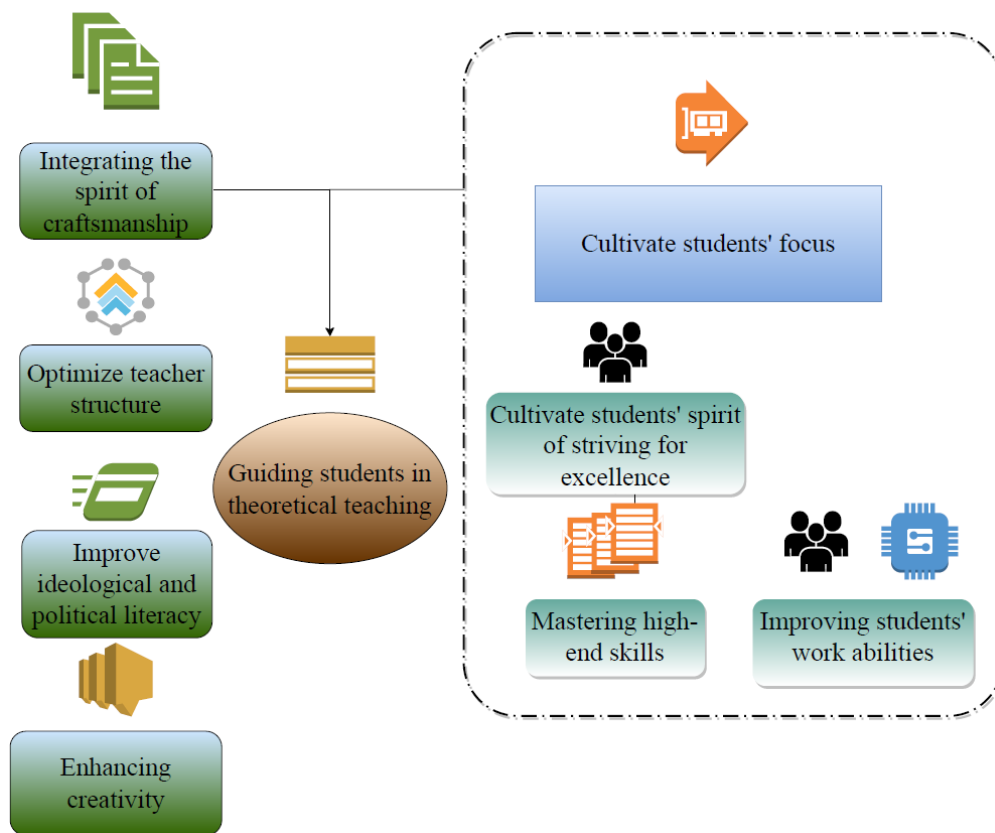 Integrating the
spirit of
craftsmanship
Optimize teacher
structure
Improve
ideological and
political literacy
Enhancing
creativity
Guiding students in
theoretical teaching
Cultivate students' focus
Cultivate students' spirit
of striving for
excellence
Mastering high-
end skills
Improving students'
work abilities